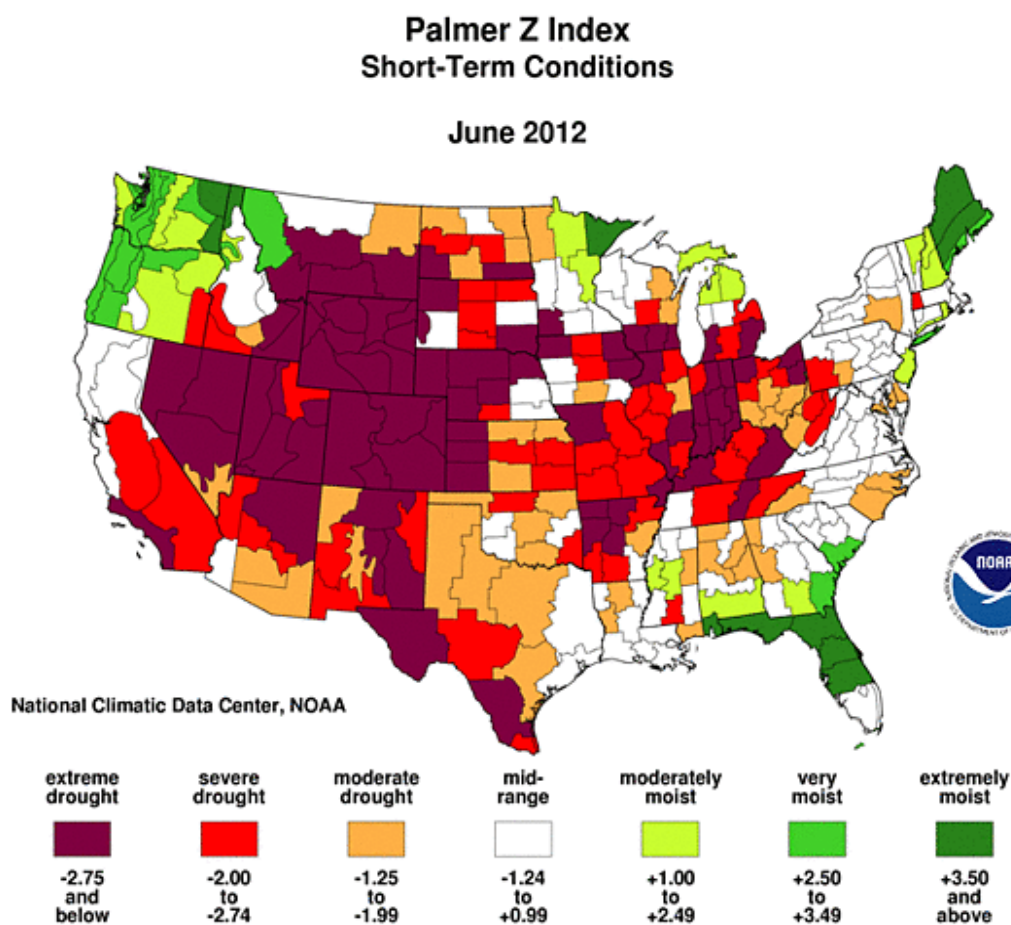 Palmer Z Index
Short-Term Conditions
June 2012
NOAA
National Climatic Data Center, NOAA
extreme drought
severe drought
moderate drought
mid-range
moderately moist
very moist
extremely moist
-2.75 and below
-2.00 to -2.74
-1.25 to -1.99
-1.24 to +0.99
+1.00 to +2.49
+2.50 to +3.49
+3.50 and above